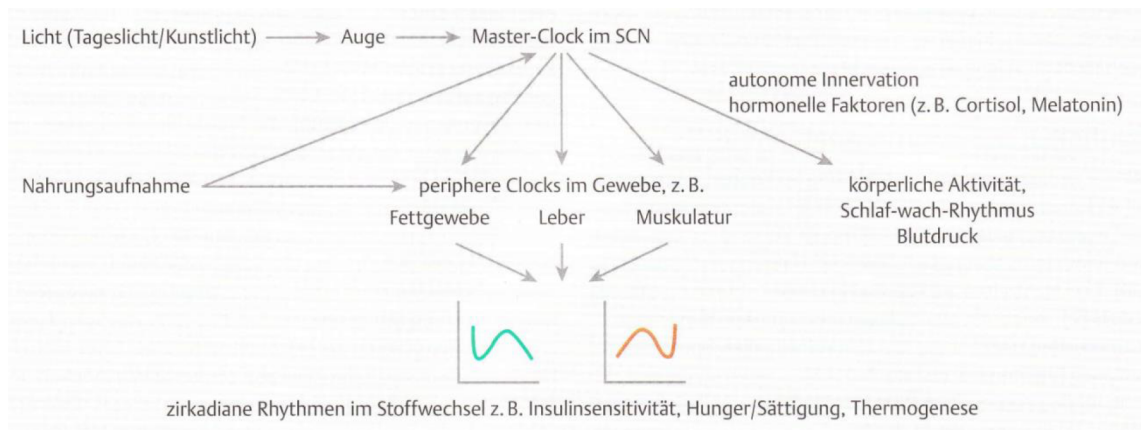 Licht (Tageslicht/Kunstlicht) Auge Master-Clock im SCN
autonome Innervation
hormonelle Faktoren (z. B. Cortisol, Melatonin)
Nahrungsaufnahme periphere Clocks im Gewebe, z. B. körperliche Aktivität,
Fettgewebe Leber Muskulatur Schlaf-wach-Rhythmus
Blutdruck
zirkadiane Rhythmen im Stoffwechsel z. B. Insulinsensitivität, Hunger/Sättigung, Thermogenese